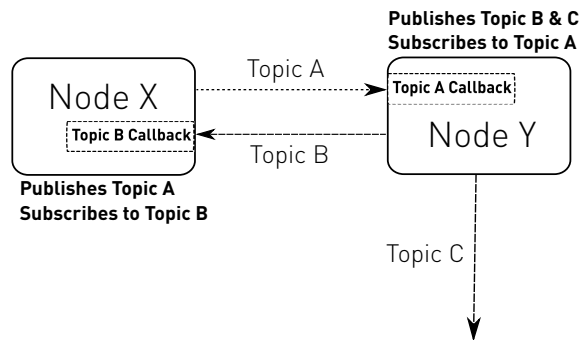 Publishes Topic B & C
Subscribes to Topic A
Topic A
Node X
Topic A Callback
Topic B Callback
Node Y
Topic B
Publishes Topic A
Subscribes to Topic B
Topic C